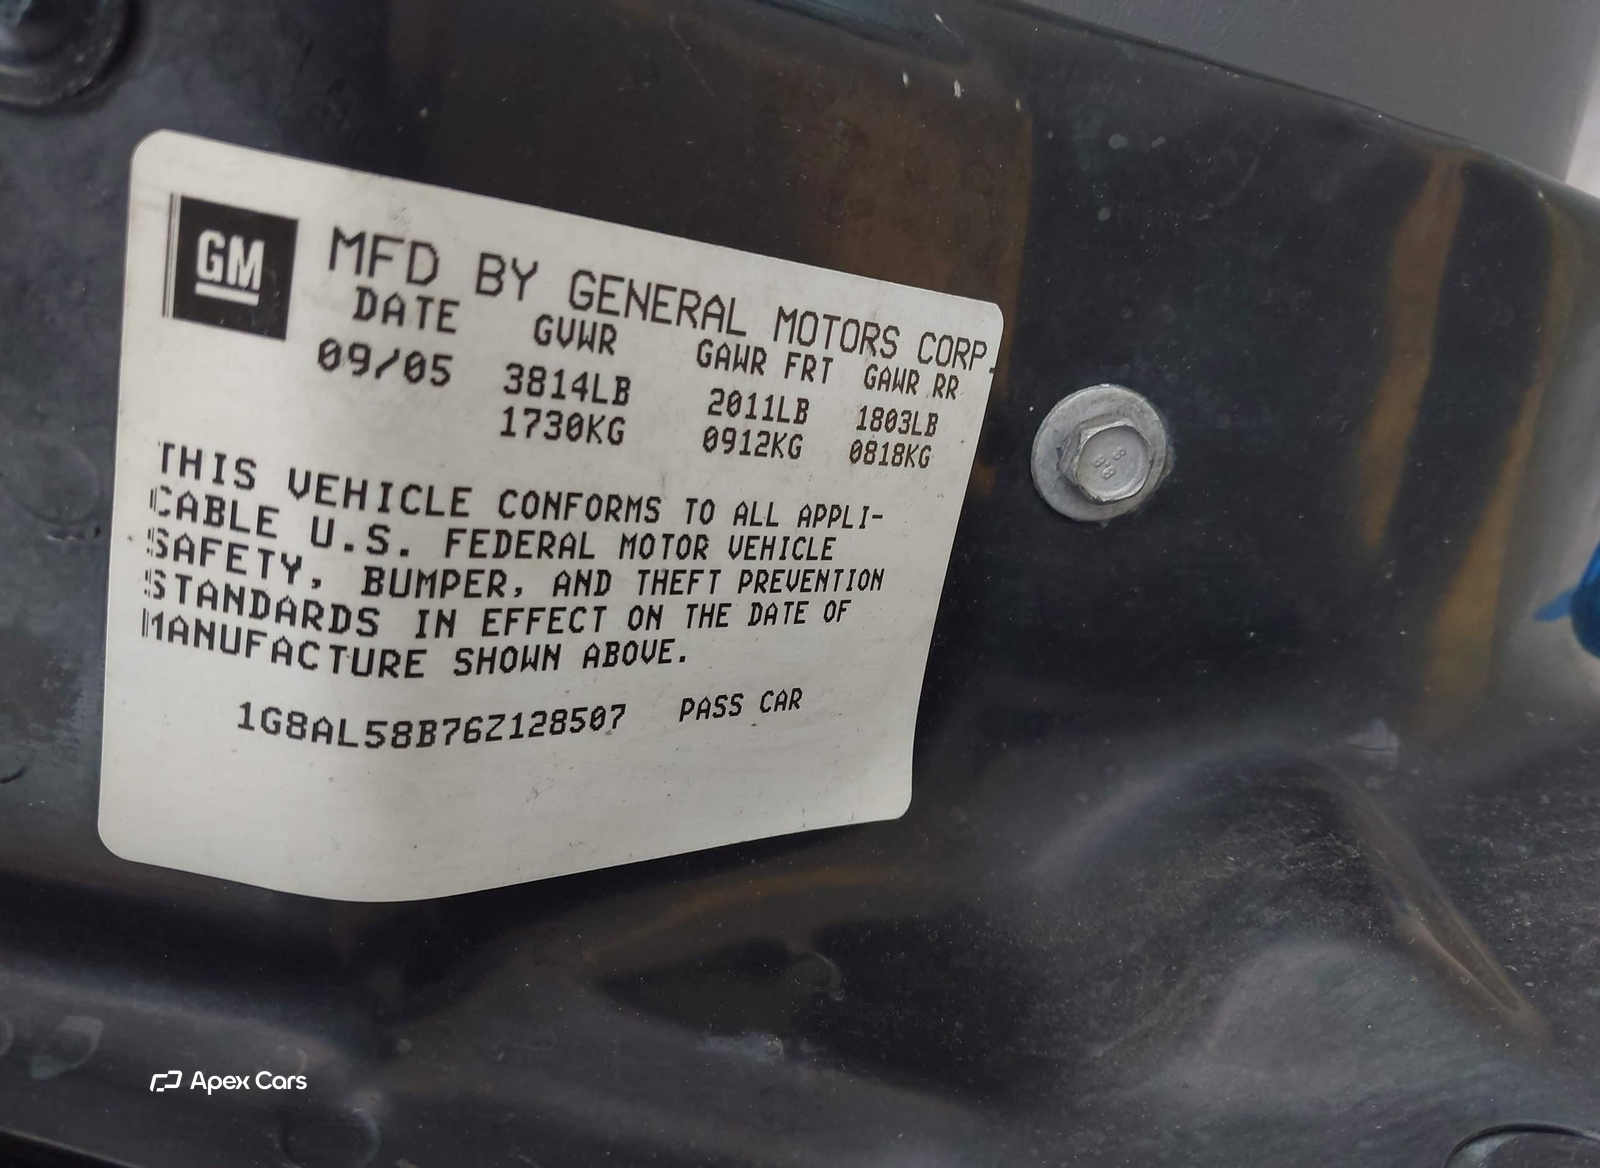 GM
MFD BY GENERAL MOTORS CORP.
DATE GVWR GAWR FRT GAWR RR
09/05 3814LB 2011LB 1803LB
1730KG 0912KG 0818KG
THIS VEHICLE CONFORMS TO ALL APPLI-
CABLE U.S. FEDERAL MOTOR VEHICLE
SAFETY, BUMPER, AND THEFT PREVENTION
STANDARDS IN EFFECT ON THE DATE OF
MANUFACTURE SHOWN ABOVE.
1G8AL58B76Z128507 PASS CAR
Apex Cars